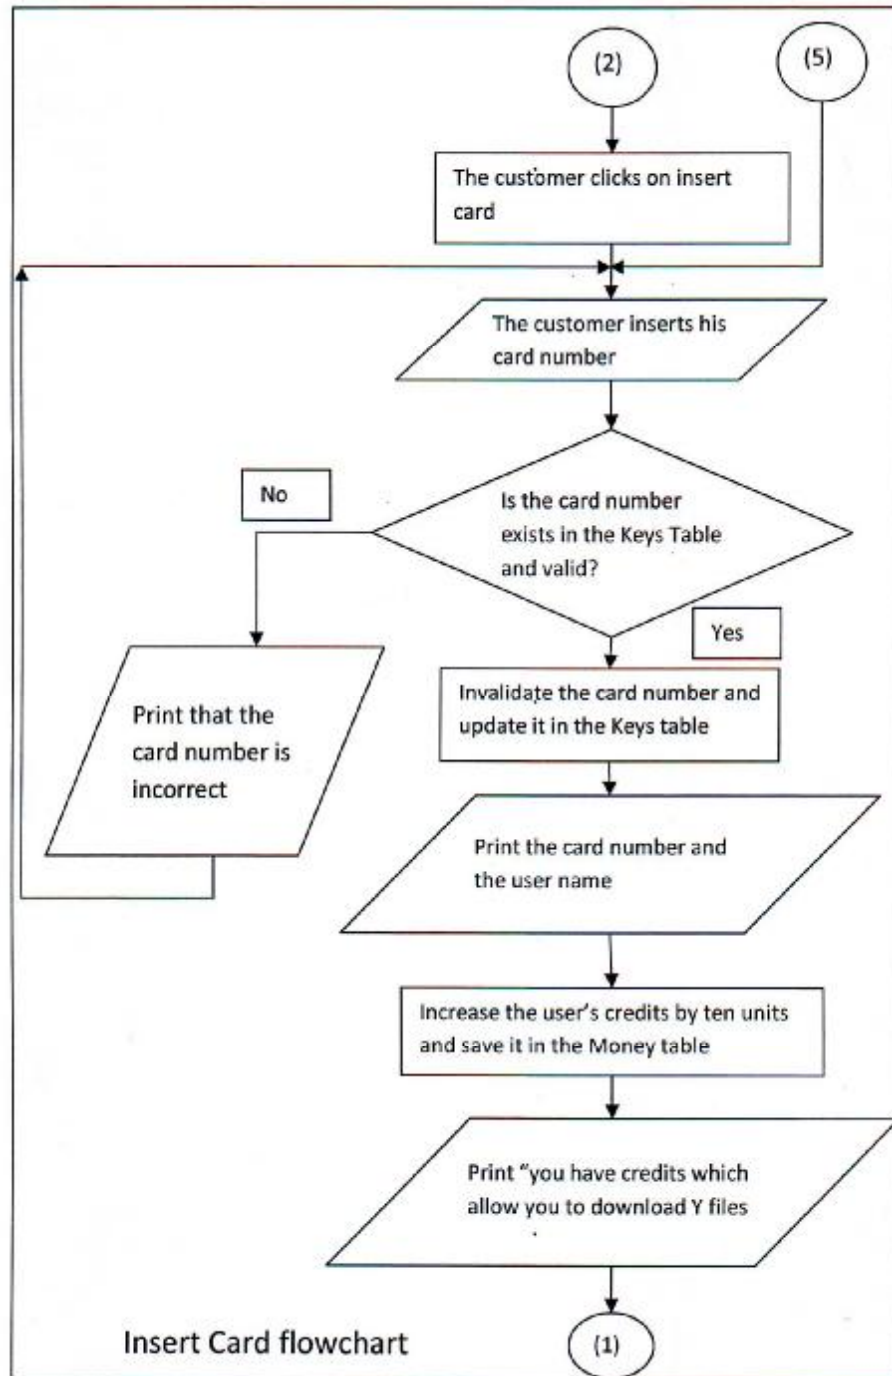 (2)
(5)
The customer clicks on insert
card
The customer inserts his
card number
No
Is the card number
exists in the Keys Table
and valid?
Yes
Print that the
card number is
incorrect
Invalidate the card number and
update it in the Keys table
Print the card number and
the user name
Increase the user’s credits by ten units
and save it in the Money table
Print “you have credits which
allow you to download Y files
Insert Card flowchart
(1)